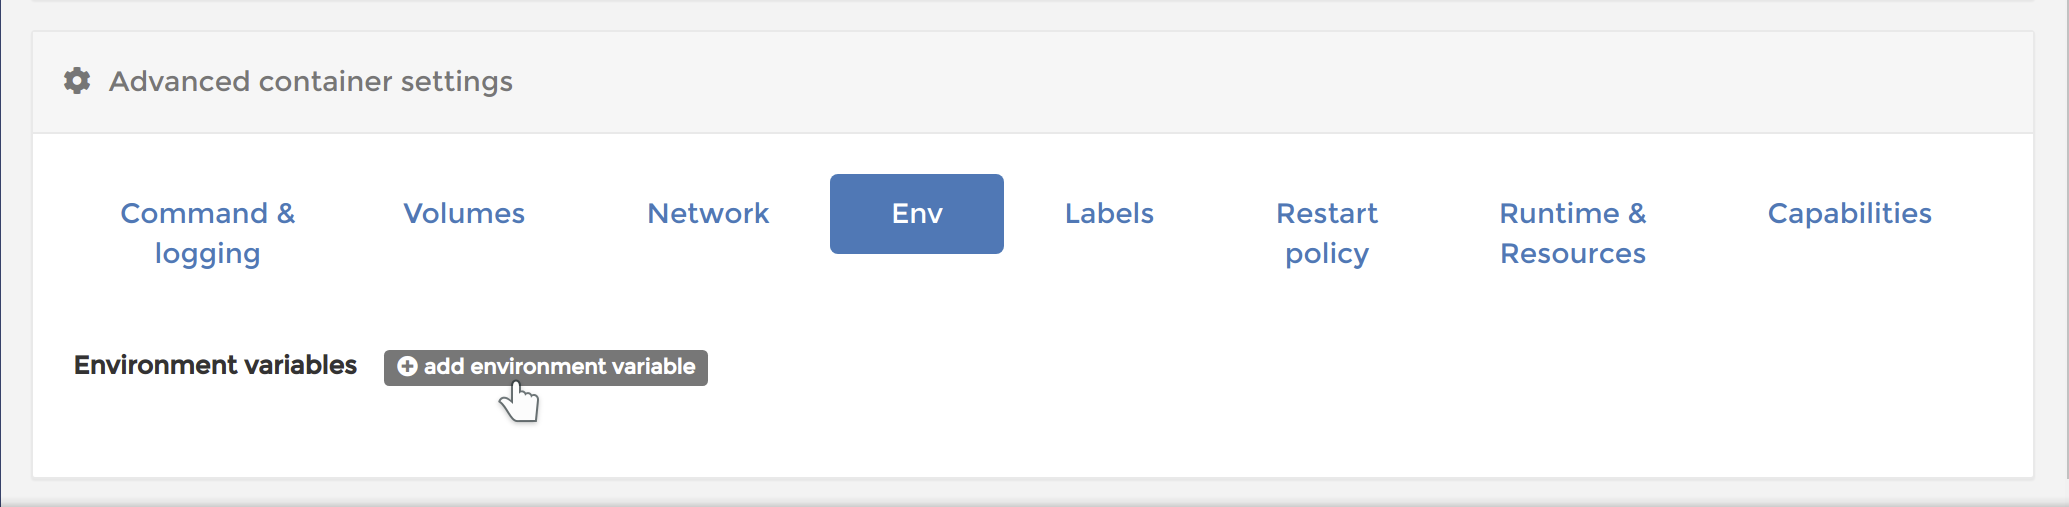 Advanced container settings
Command &
logging
Volumes
Network
Env
Labels
Restart
policy
Runtime &
Resources
Capabilities
Environment variables
add environment variable